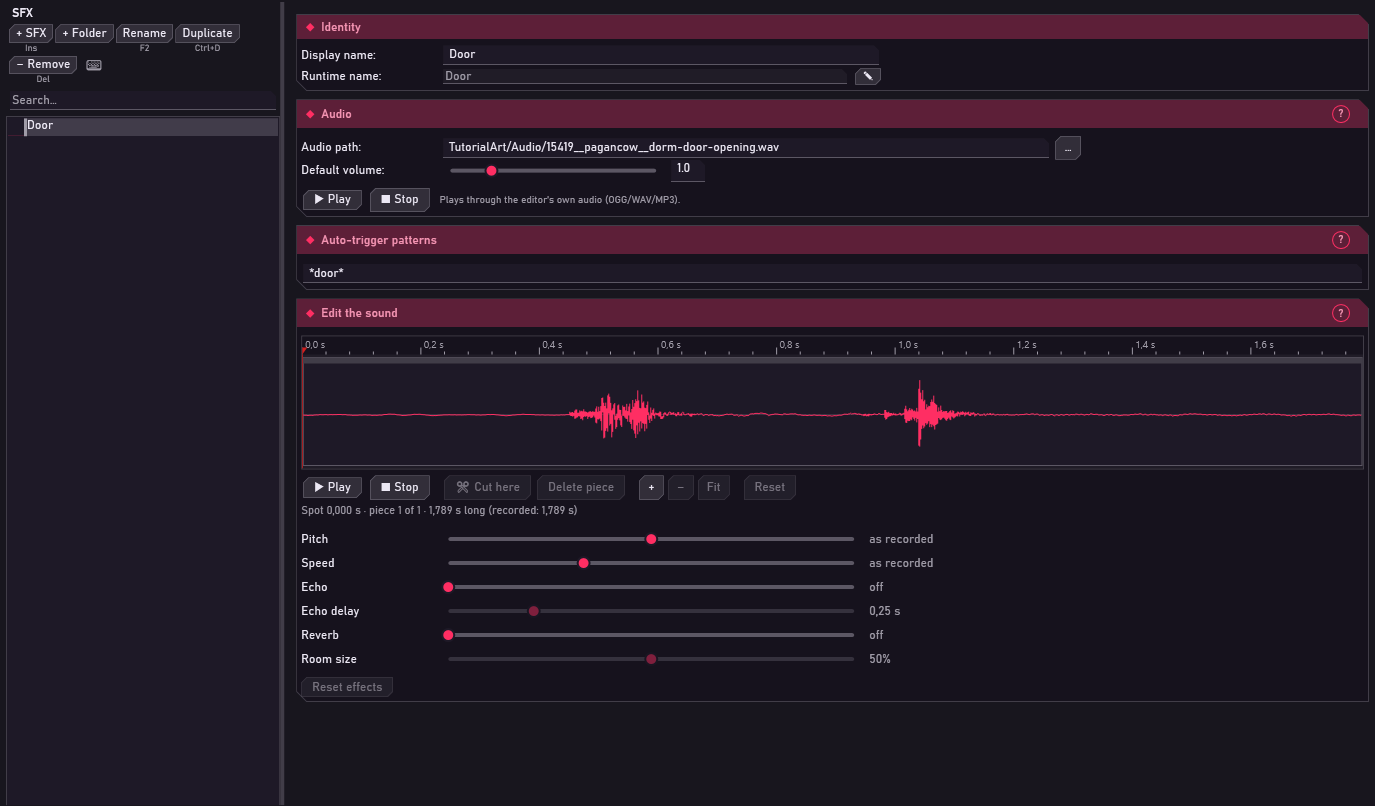 SFX
+ SFX + Folder Rename Duplicate
Ins F2 Ctrl+D
− Remove
Del
Search...
Door
Identity
Display name: Door
Runtime name: Door
Audio ?
Audio path: TutorialArt/Audio/15419__pagancow__dorm-door-opening.wav ...
Default volume: 1.0
Play Stop Plays through the editor's own audio (OGG/WAV/MP3).
Auto-trigger patterns ?
*door*
Edit the sound ?
0,0 s 0,2 s 0,4 s 0,6 s 0,8 s 1,0 s 1,2 s 1,4 s 1,6 s
Play Stop Cut here Delete piece + − Fit Reset
Spot 0,000 s · piece 1 of 1 · 1,789 s long (recorded: 1,789 s)
Pitch as recorded
Speed as recorded
Echo off
Echo delay 0,25 s
Reverb off
Room size 50%
Reset effects